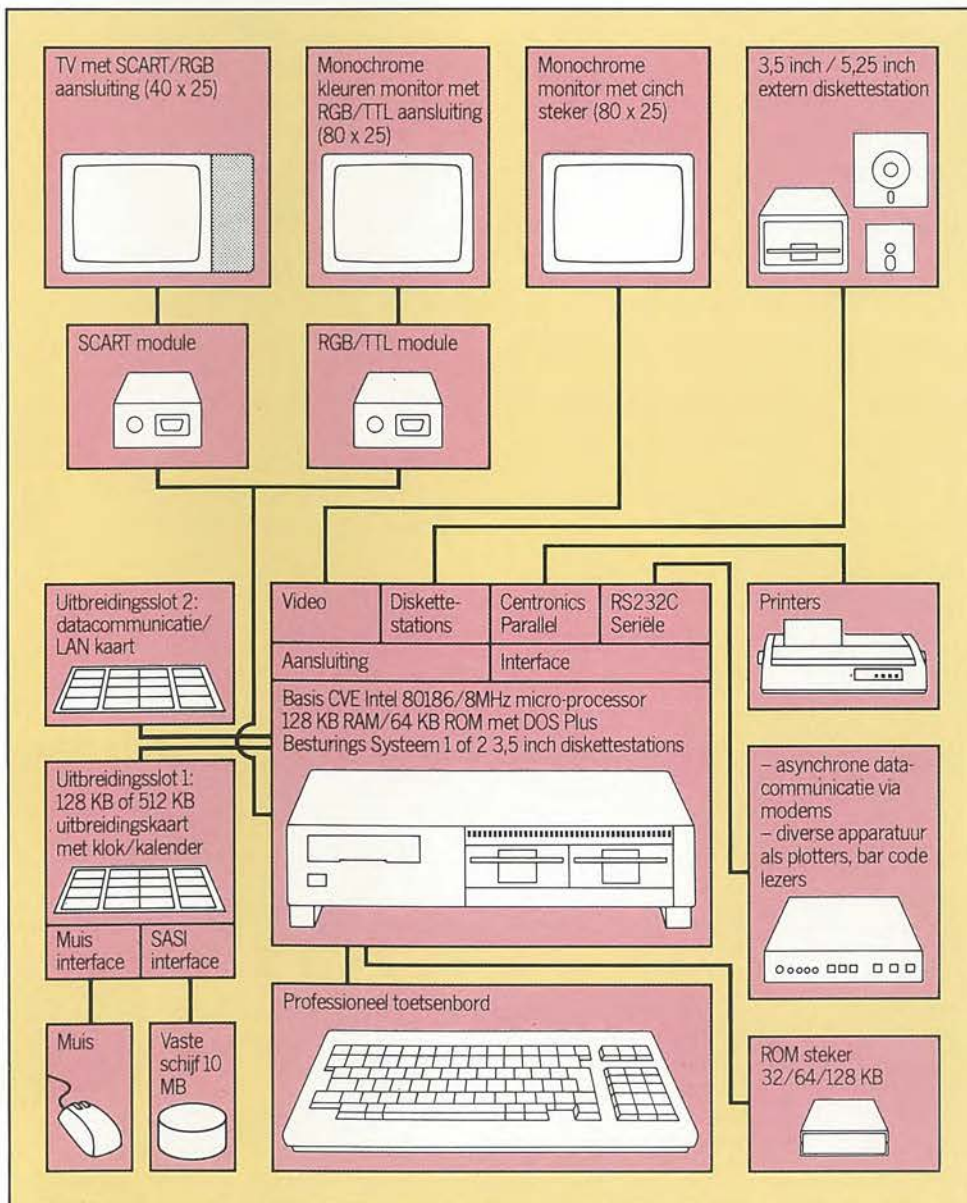 TV met SCART/RGB
aansluiting (40 x 25)
Monochrome
kleuren monitor met
RGB/TTL aansluiting
(80 x 25)
Monochrome
monitor met cinch
steker (80 x 25)
3,5 inch / 5,25 inch
extern diskettestation
SCART module
RGB/TTL module
Uitbreidingsslot 2:
datacommunicatie/
LAN kaart
Video
Diskette-
stations
Centronics
Parallel
RS232C
Seriële
Aansluiting
Interface
Printers
Basis CVE Intel 80186/8MHz micro-processor
128 KB RAM/64 KB ROM met DOS Plus
Besturings Systeem 1 of 2 3,5 inch diskettestations
Uitbreidingsslot 1:
128 KB of 512 KB
uitbreidingskaart
met klok/kalender
– asynchrone data-
communicatie via
modems
– diverse apparatuur
als plotters, bar code
lezers
Muis
interface
SASI
interface
Muis
Vaste
schijf 10
MB
Professioneel toetsenbord
ROM steker
32/64/128 KB